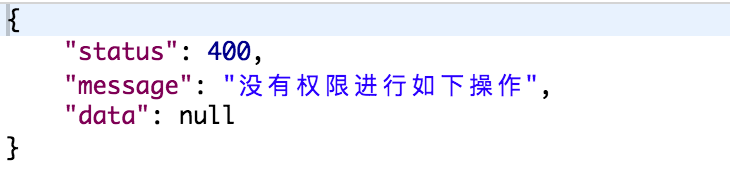 {
    "status": 400,
    "message": "没有权限进行如下操作",
    "data": null
}